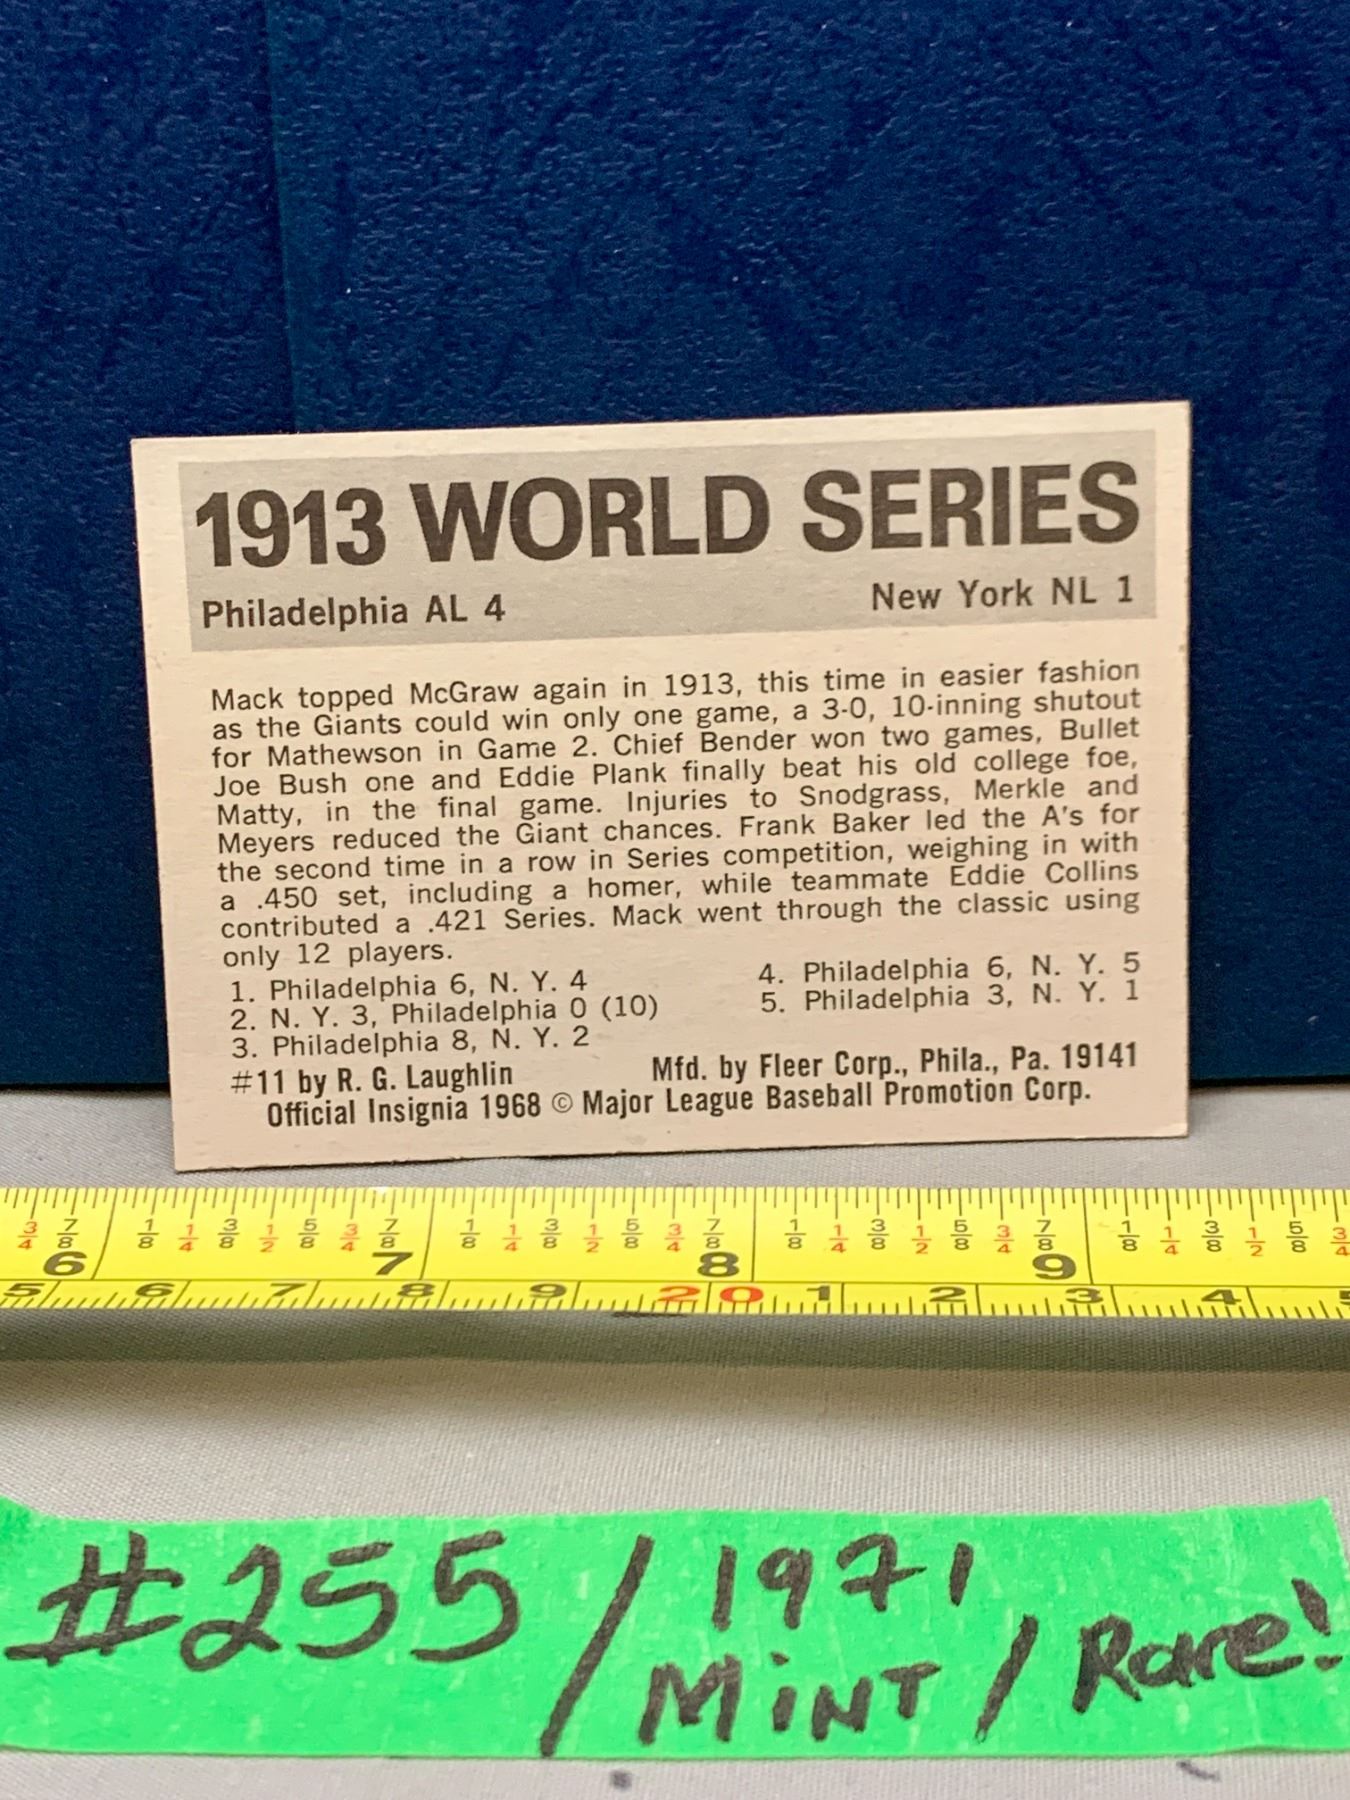 1913 WORLD SERIES
Philadelphia AL 4 New York NL 1
Mack topped McGraw again in 1913, this time in easier fashion
as the Giants could win only one game, a 3-0, 10-inning shutout
for Mathewson in Game 2. Chief Bender won two games, Bullet
Joe Bush one and Eddie Plank finally beat his old college foe,
Matty, in the final game. Injuries to Snodgrass, Merkle and
Meyers reduced the Giant chances. Frank Baker led the A's for
the second time in a row in Series competition, weighing in with
a .450 set, including a homer, while teammate Eddie Collins
contributed a .421 Series. Mack went through the classic using
only 12 players.
1. Philadelphia 6, N. Y. 4
2. N. Y. 3, Philadelphia 0 (10)
3. Philadelphia 8, N. Y. 2
4. Philadelphia 6, N. Y. 5
5. Philadelphia 3, N. Y. 1
#11 by R. G. Laughlin Mfd. by Fleer Corp., Phila., Pa. 19141
Official Insignia 1968 © Major League Baseball Promotion Corp.
3/4 7/8 1/8 1/4 3/8 1/2 5/8 3/4 7/8 1/8 1/4 3/8 1/2 5/8 3/4 7/8 1/8 1/4 3/8 1/2 5/8 3/4 7/8 1/8 1/4 3/8 1/2 5/8 3/4
6 7 8 9
5 6 7 8 9 20 1 2 3 4 5
#255 / 1971
MINT / Rare!